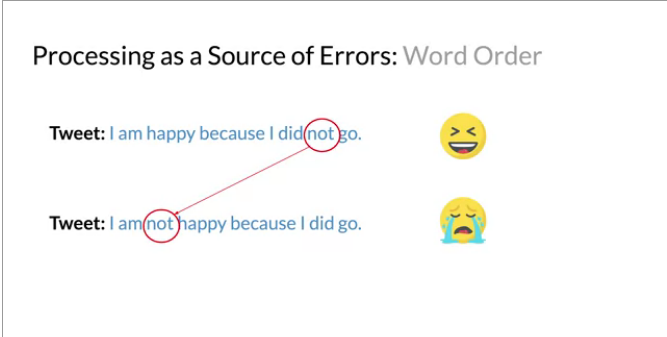 Processing as a Source of Errors: Word Order
Tweet: I am happy because I did not go.
Tweet: I am not happy because I did go.